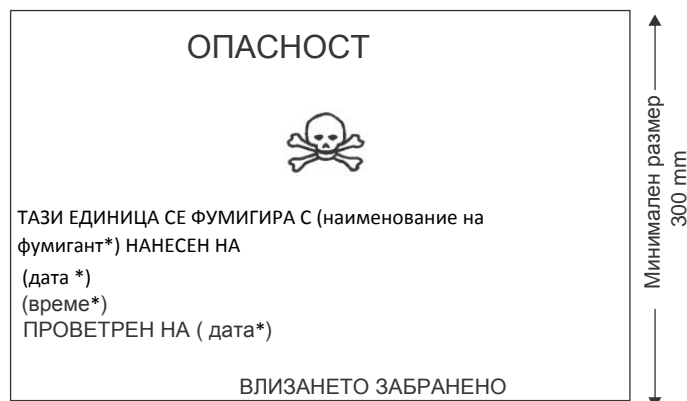 ОПАСНОСТ
ТАЗИ ЕДИНИЦА СЕ ФУМИГИРА С (наименование на
фумигант*) НАНЕСЕН НА
(дата *)
(време*)
ПРОВЕТРЕН НА ( дата*)
ВЛИЗАНЕТО ЗАБРАНЕНО
Минимален размер
300 mm